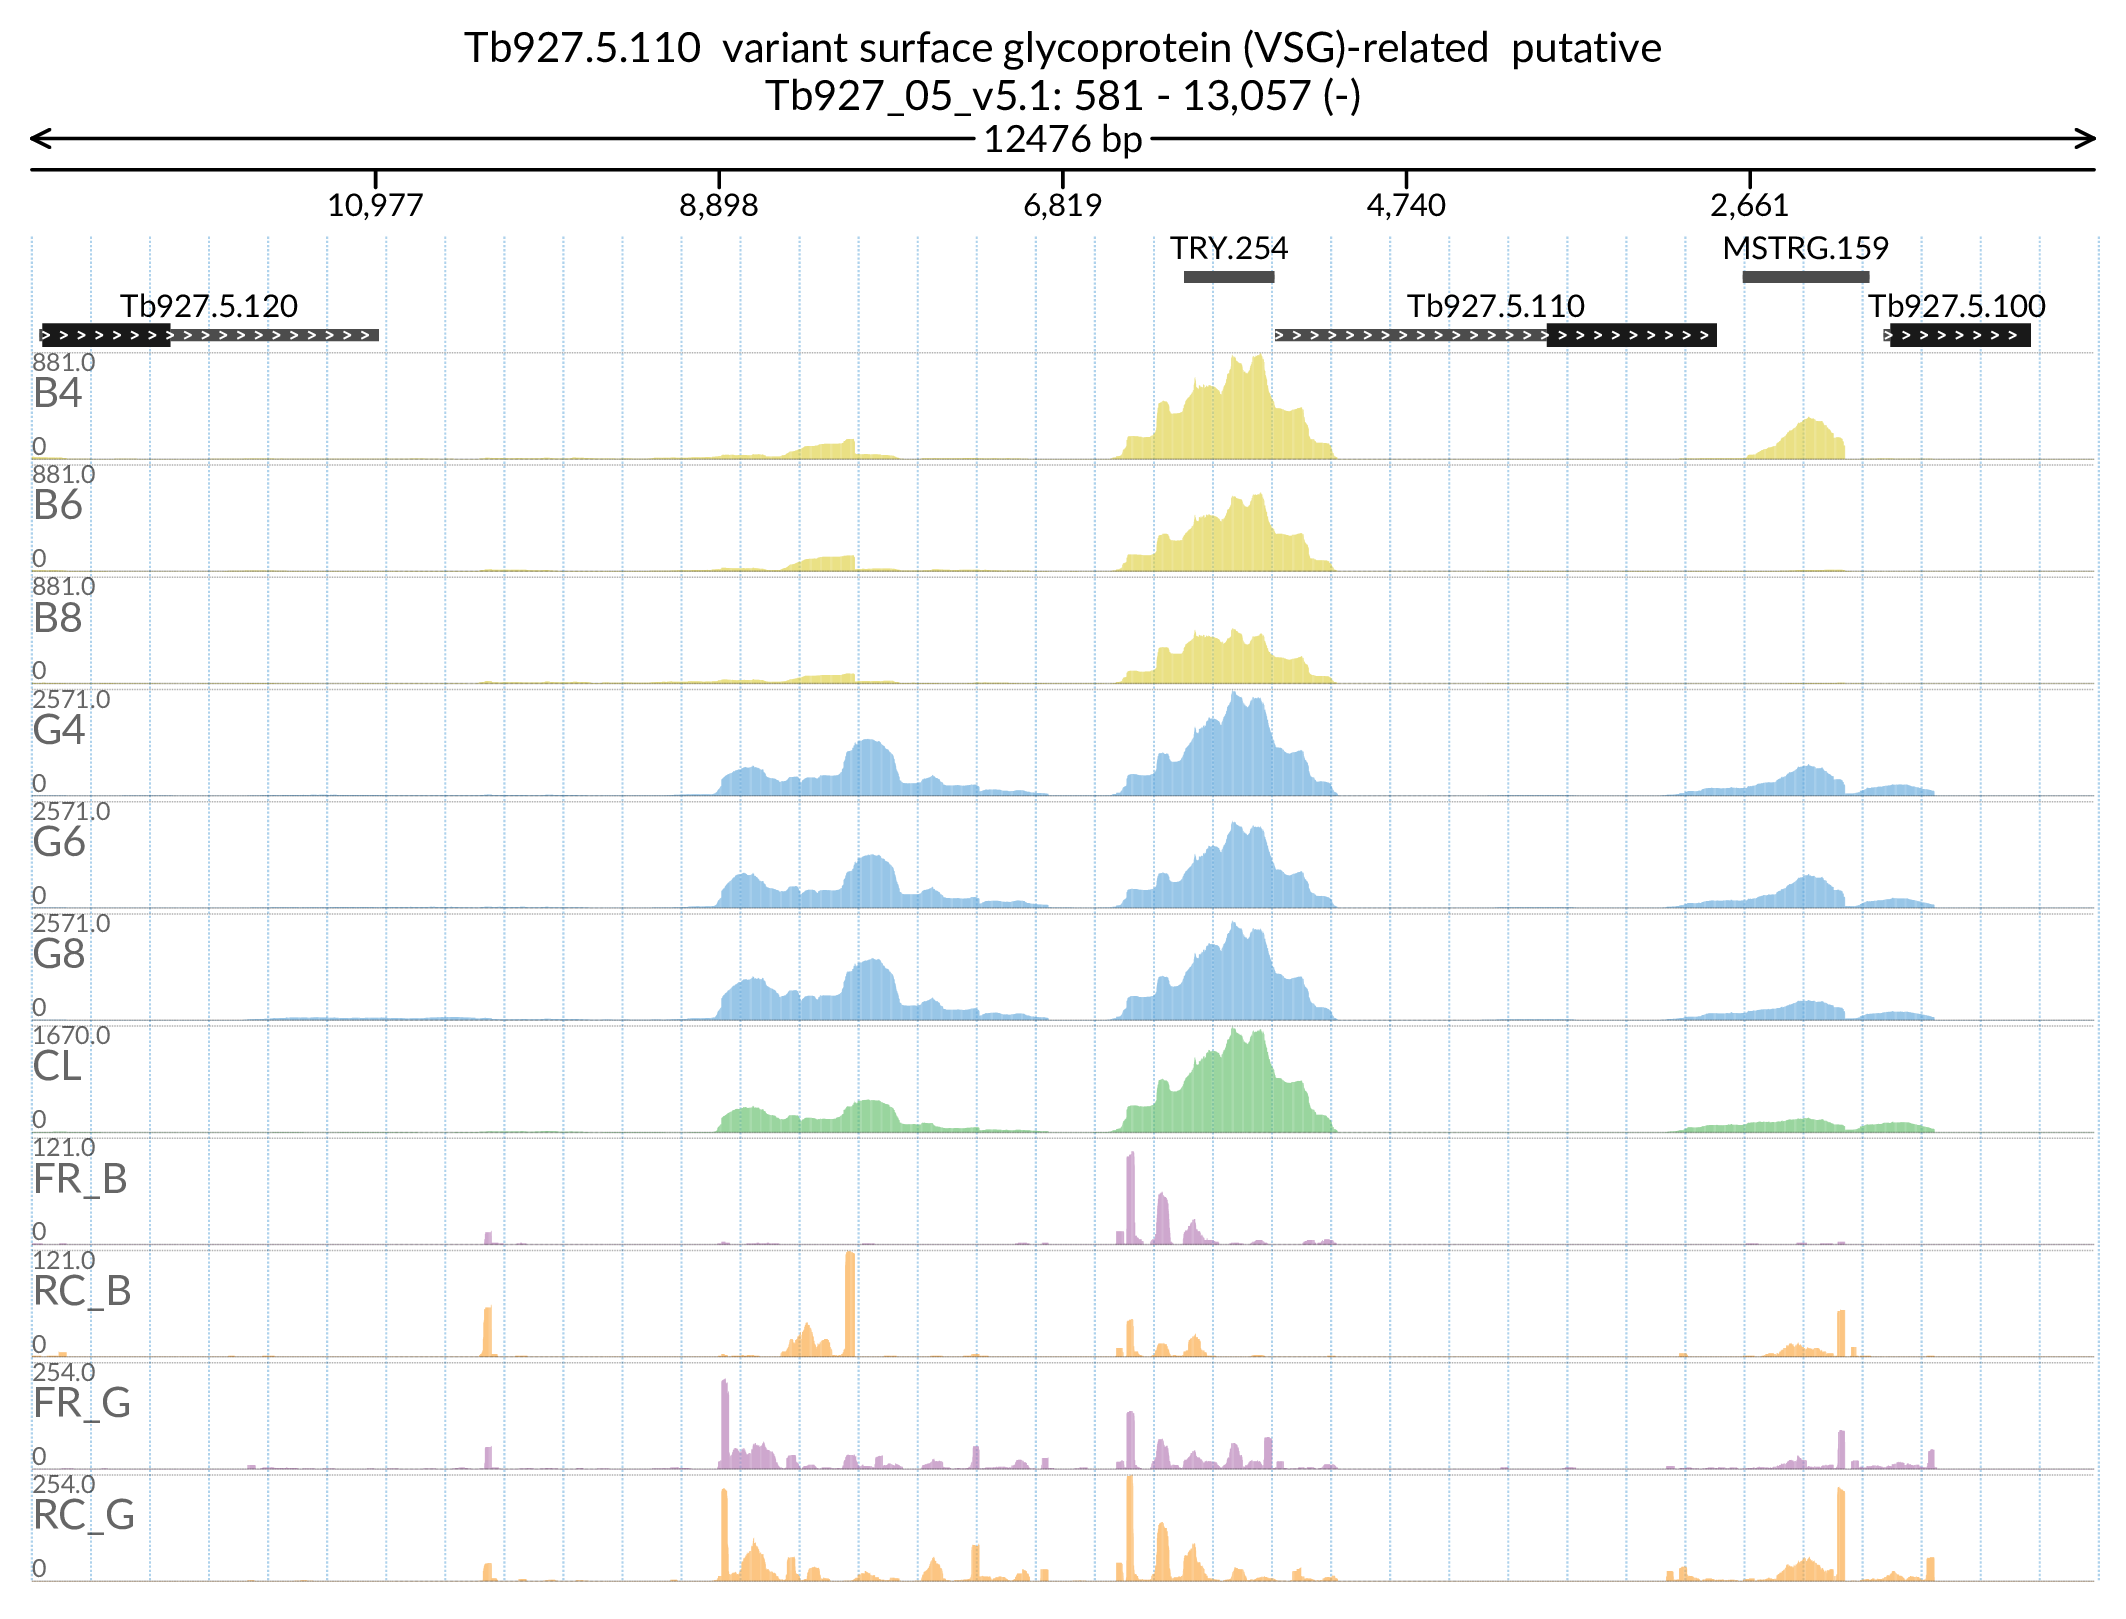 Tb927.5.110 variant surface glycoprotein (VSG)-related putative
Tb927_05_v5.1: 581 - 13,057 (-)
12476 bp
10,977 8,898 6,819 4,740 2,661
TRY.254 MSTRG.159
Tb927.5.120 Tb927.5.110 Tb927.5.100
881.0
B4
0
881.0
B6
0
881.0
B8
0
2571.0
G4
0
2571.0
G6
0
2571.0
G8
0
1670.0
CL
0
121.0
FR_B
0
121.0
RC_B
0
254.0
FR_G
0
254.0
RC_G
0